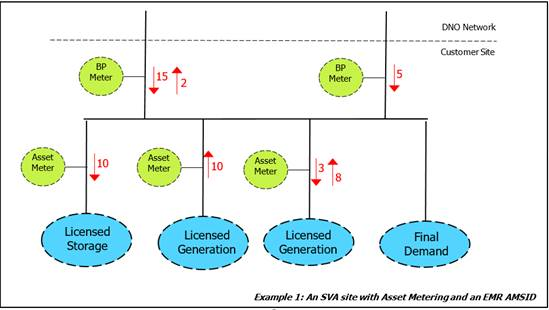 DNO Network
Customer Site
BP
Meter
15
2
BP
Meter
5
Asset
Meter
10
Asset
Meter
10
Asset
Meter
3
8
Licensed
Storage
Licensed
Generation
Licensed
Generation
Final
Demand
Example 1: An SVA site with Asset Metering and an EMR AMSID